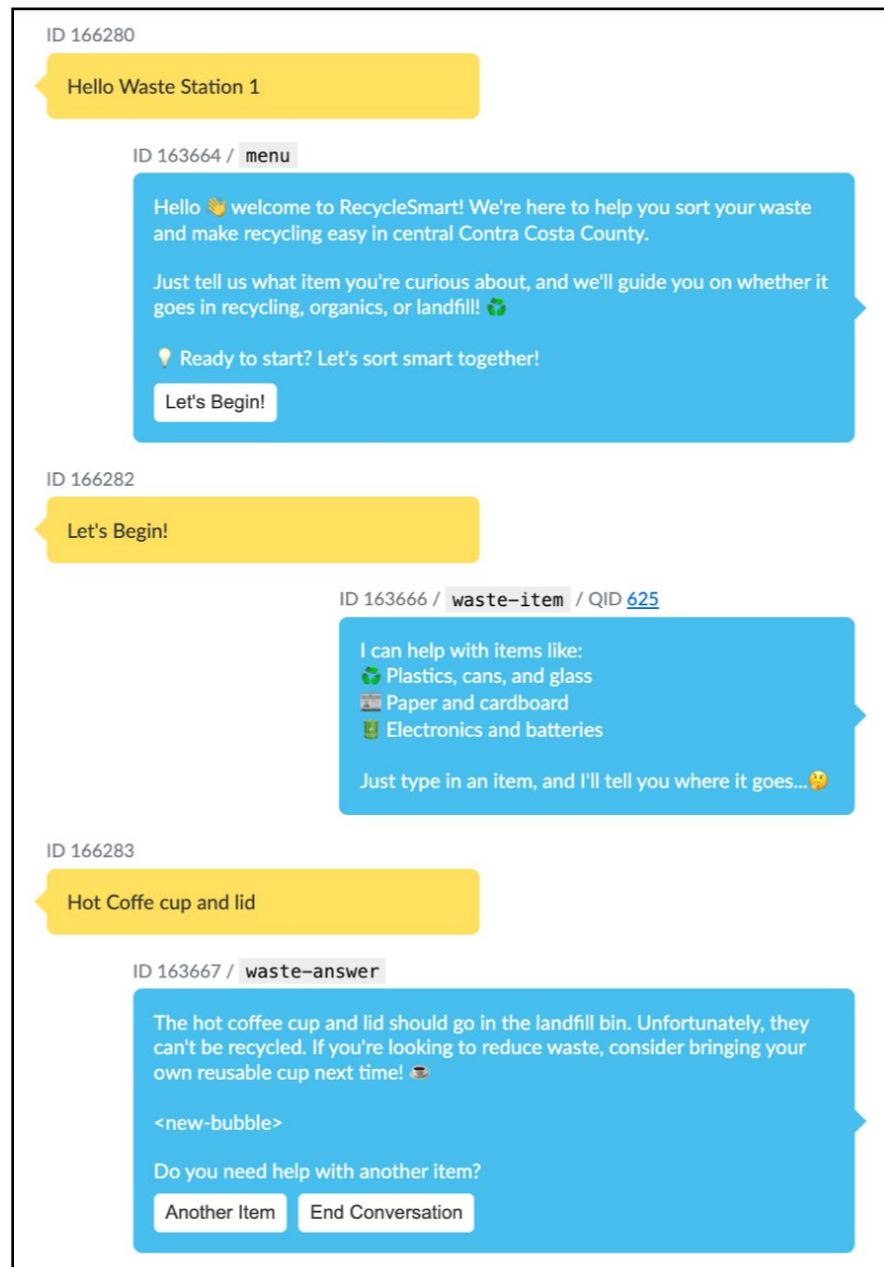 ID 166280
Hello Waste Station 1
ID 163664 / menu
Hello 👋 welcome to RecycleSmart! We're here to help you sort your waste
and make recycling easy in central Contra Costa County.
Just tell us what item you're curious about, and we'll guide you on whether it
goes in recycling, organics, or landfill! ♻️
💡 Ready to start? Let's sort smart together!
Let's Begin!
ID 166282
Let's Begin!
ID 163666 / waste-item / QID 625
I can help with items like:
♻️ Plastics, cans, and glass
📰 Paper and cardboard
🔋 Electronics and batteries
Just type in an item, and I'll tell you where it goes...🤔
ID 166283
Hot Coffe cup and lid
ID 163667 / waste-answer
The hot coffee cup and lid should go in the landfill bin. Unfortunately, they
can't be recycled. If you're looking to reduce waste, consider bringing your
own reusable cup next time! ☕
<new-bubble>
Do you need help with another item?
Another Item End Conversation